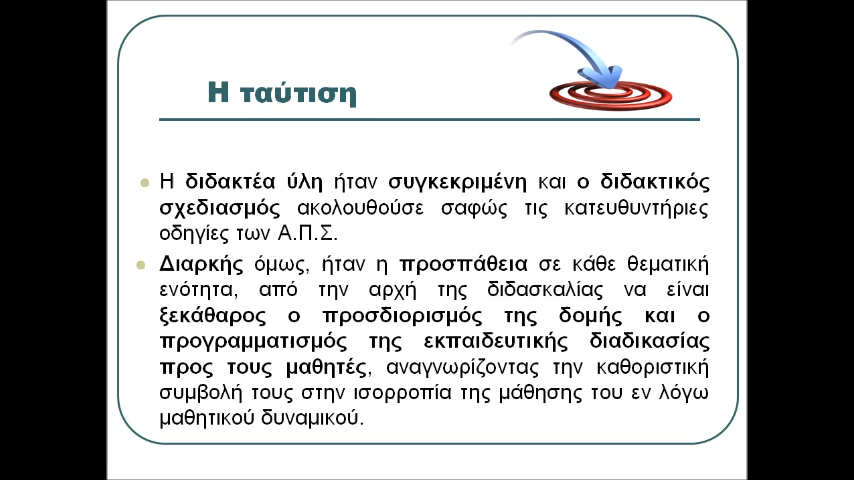 Η ταύτιση
Η διδακτέα ύλη ήταν συγκεκριμένη και ο διδακτικός
σχεδιασμός ακολουθούσε σαφώς τις κατευθυντήριες
οδηγίες των Α.Π.Σ.
Διαρκής όμως, ήταν η προσπάθεια σε κάθε θεματική
ενότητα, από την αρχή της διδασκαλίας να είναι
ξεκάθαρος ο προσδιορισμός της δομής και ο
προγραμματισμός της εκπαιδευτικής διαδικασίας
προς τους μαθητές, αναγνωρίζοντας την καθοριστική
συμβολή τους στην ισορροπία της μάθησης του εν λόγω
μαθητικού δυναμικού.